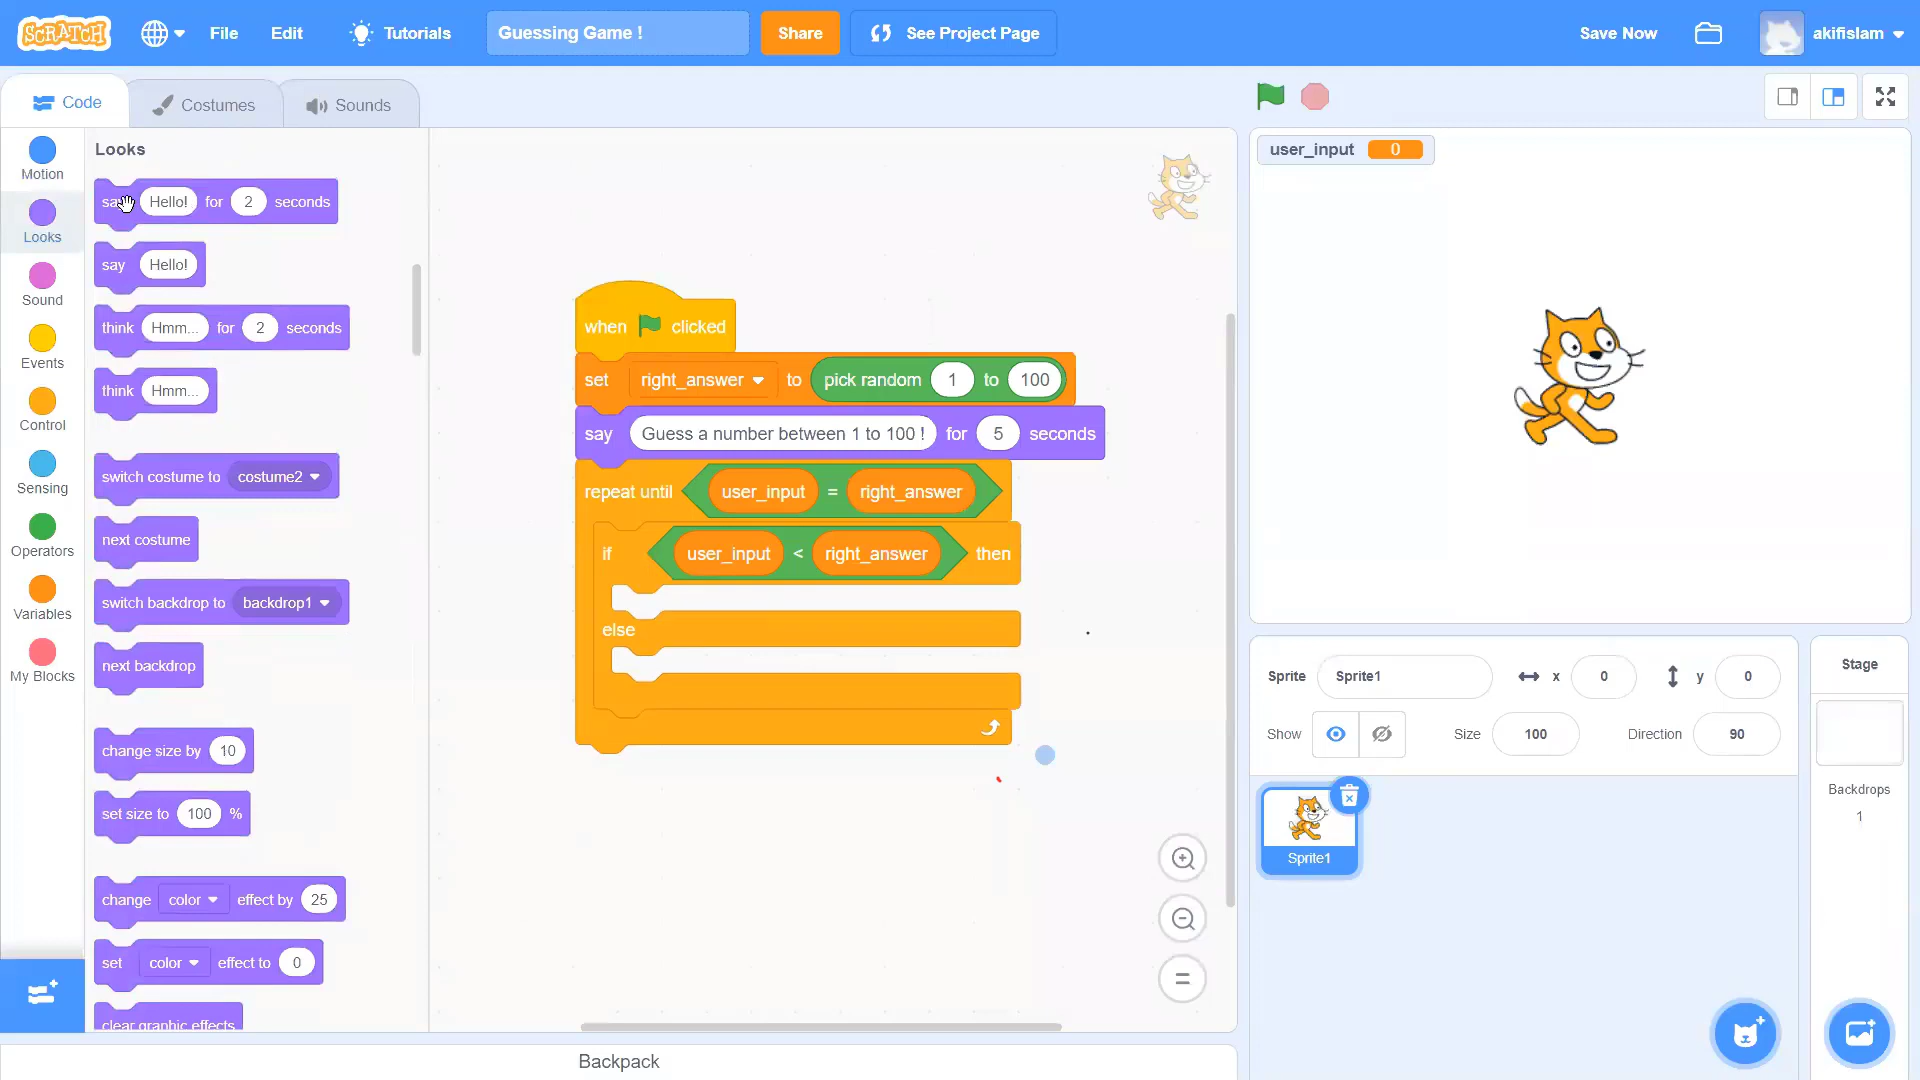 SCRATCH File Edit Tutorials Guessing Game ! Share See Project Page Save Now akifislam
Code Costumes Sounds
Motion
Looks
Sound
Events
Control
Sensing
Operators
Variables
My Blocks
Looks
say Hello! for 2 seconds
say Hello!
think Hmm... for 2 seconds
think Hmm...
switch costume to costume2
next costume
switch backdrop to backdrop1
next backdrop
change size by 10
set size to 100 %
change color effect by 25
set color effect to 0
clear graphic effects
when clicked
set right_answer to pick random 1 to 100
say Guess a number between 1 to 100 ! for 5 seconds
repeat until user_input = right_answer
if user_input < right_answer then
else
Backpack
user_input 0
Sprite Sprite1 x 0 y 0
Show Size 100 Direction 90
Sprite1
Stage
Backdrops
1